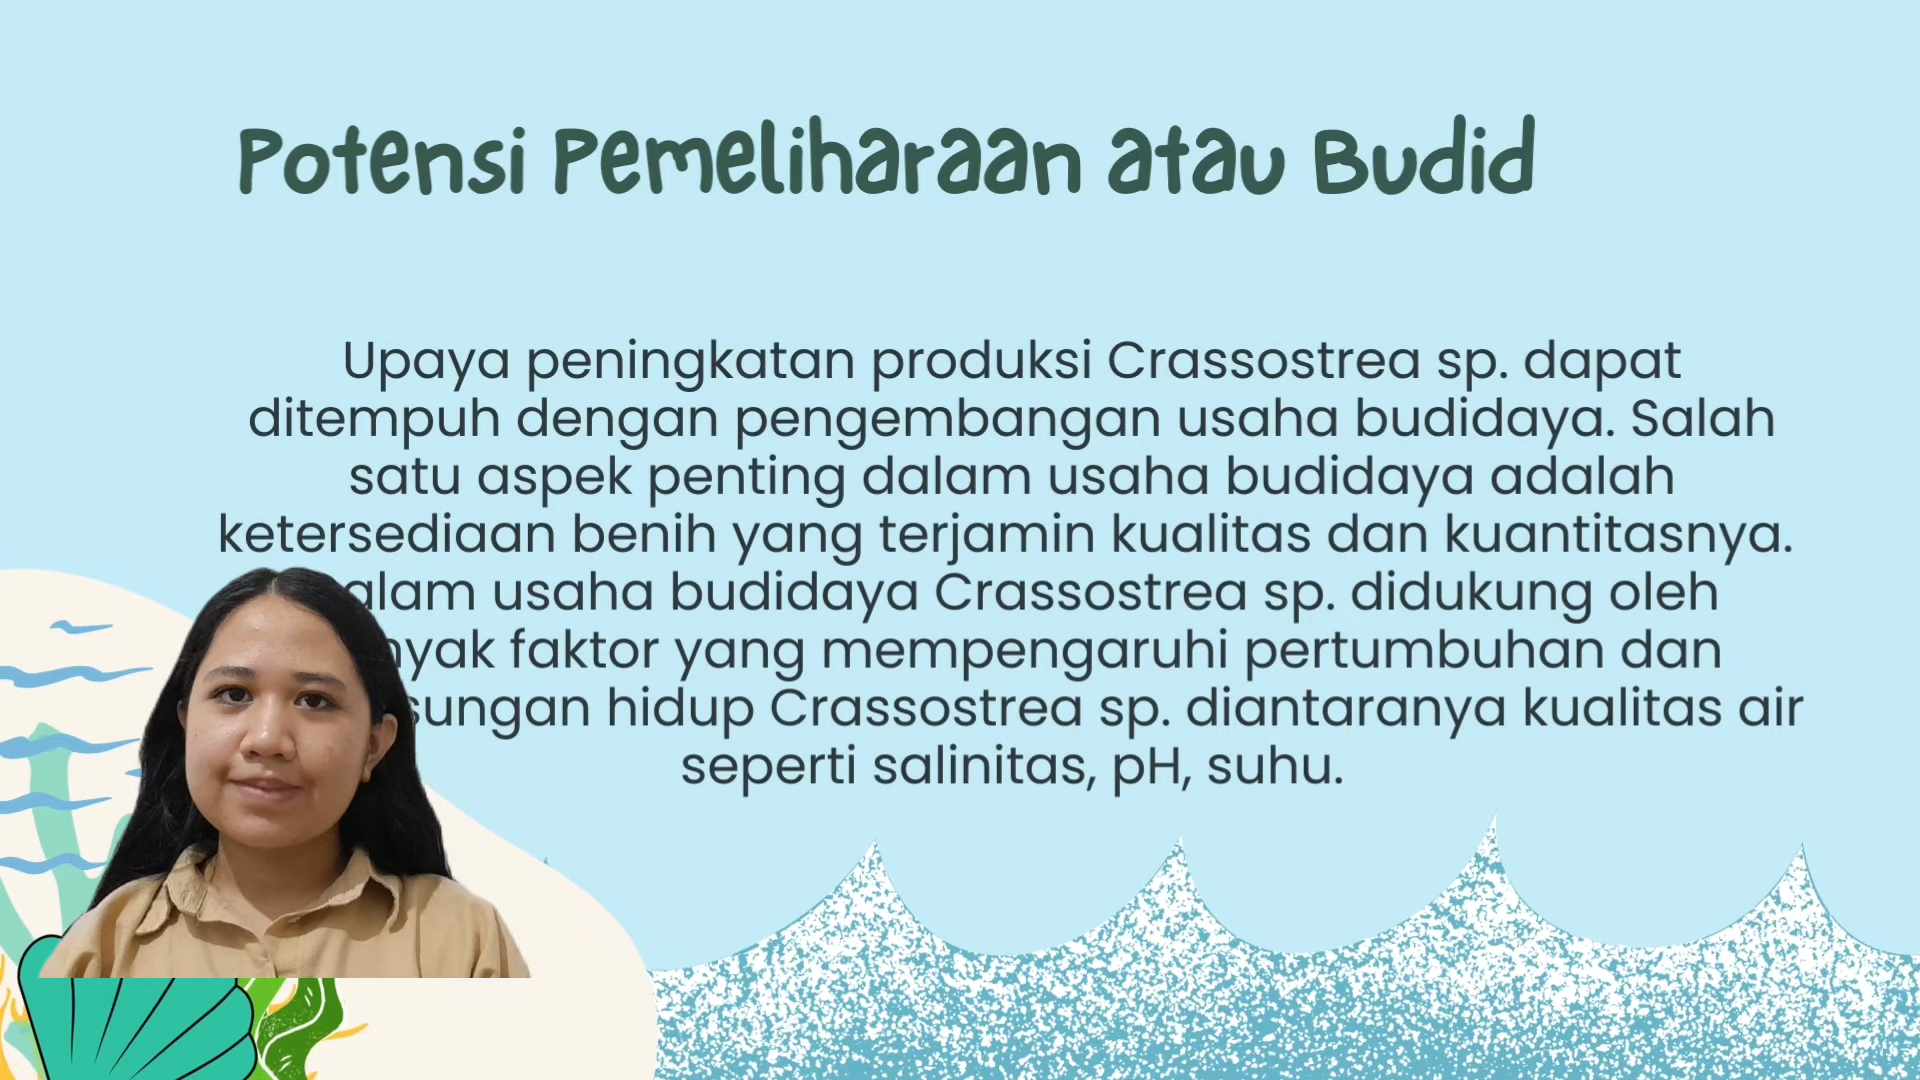 Potensi Pemeliharaan atau Budid
Upaya peningkatan produksi Crassostrea sp. dapat
ditempuh dengan pengembangan usaha budidaya. Salah
satu aspek penting dalam usaha budidaya adalah
ketersediaan benih yang terjamin kualitas dan kuantitasnya.
alam usaha budidaya Crassostrea sp. didukung oleh
nyak faktor yang mempengaruhi pertumbuhan dan
sungan hidup Crassostrea sp. diantaranya kualitas air
seperti salinitas, pH, suhu.